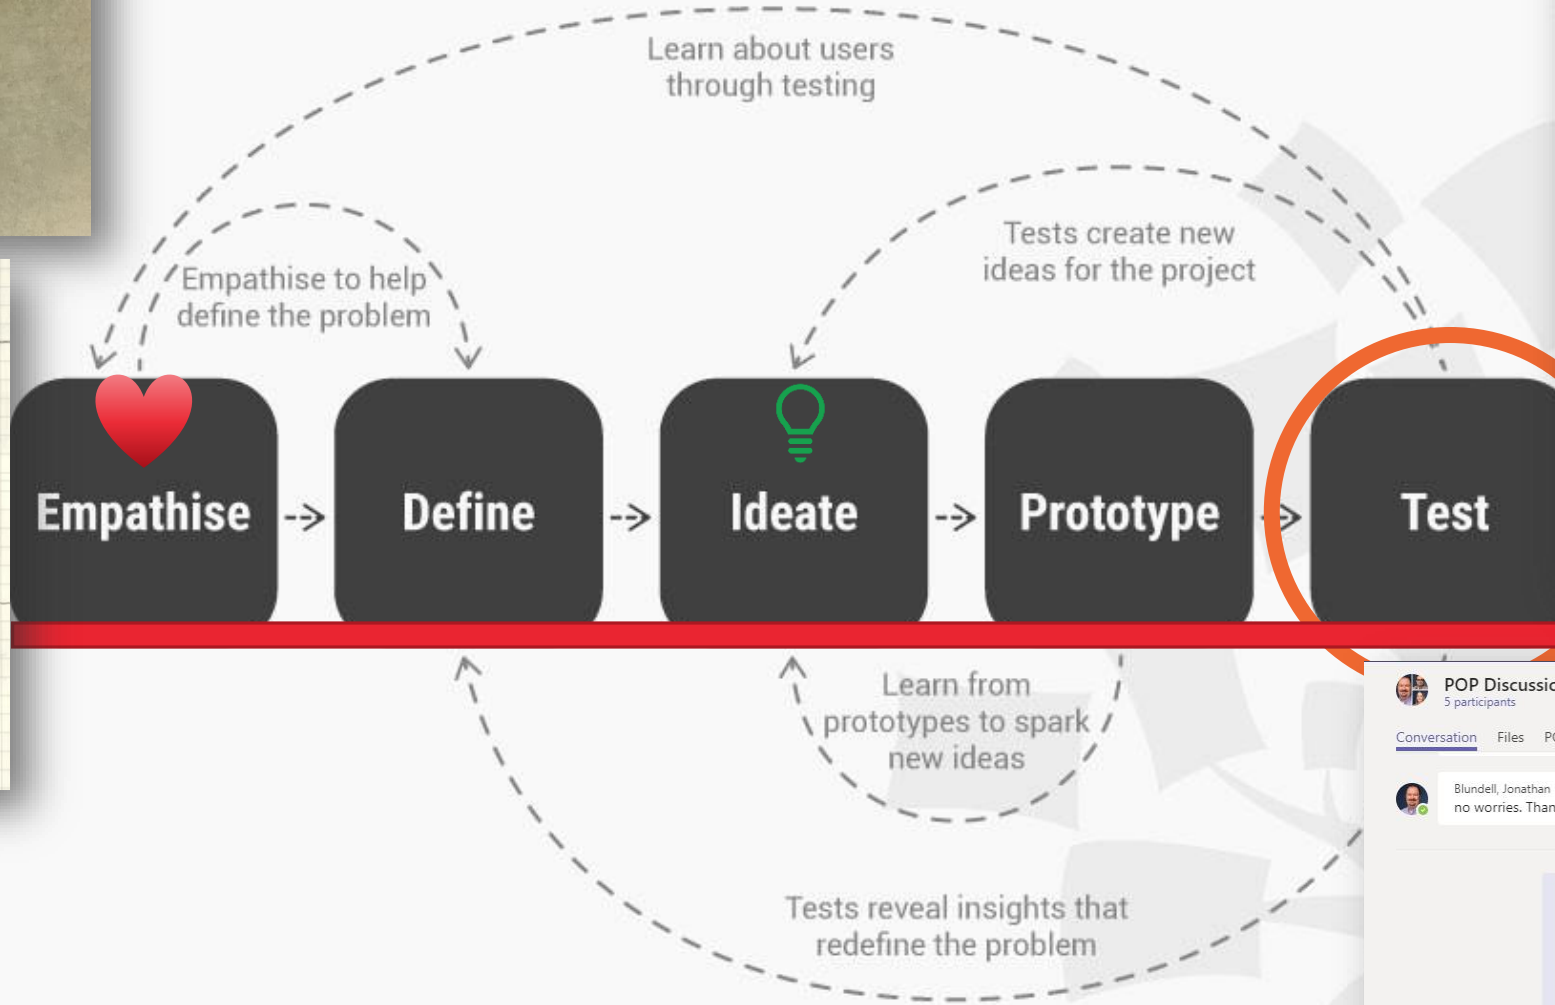 Learn about users
through testing
Tests create new
ideas for the project
Empathise to help
define the problem
Empathise
Define
Ideate
Prototype
Test
Learn from
prototypes to spark
new ideas
Tests reveal insights that
redefine the problem
POP
5 participants
Conversation Files
Blundell, Jonathan
no worries.